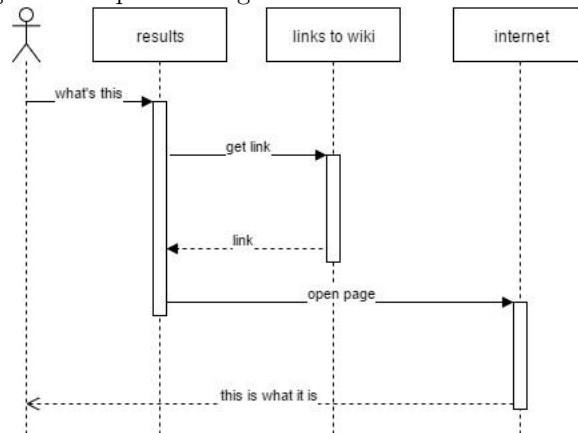 results
links to wiki
internet
what's this
get link
link
open page
this is what it is